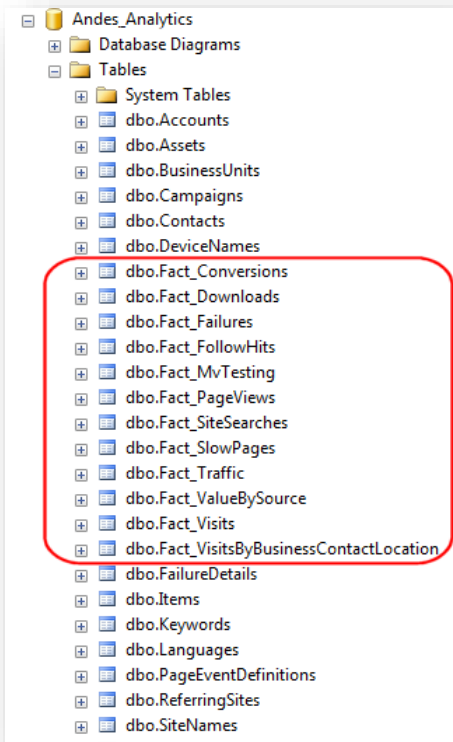 Andes_Analytics
Database Diagrams
Tables
System Tables
dbo.Accounts
dbo.Assets
dbo.BusinessUnits
dbo.Campaigns
dbo.Contacts
dbo.DeviceNames
dbo.Fact_Conversions
dbo.Fact_Downloads
dbo.Fact_Failures
dbo.Fact_FollowHits
dbo.Fact_MvTesting
dbo.Fact_PageViews
dbo.Fact_SiteSearches
dbo.Fact_SlowPages
dbo.Fact_Traffic
dbo.Fact_ValueBySource
dbo.Fact_Visits
dbo.Fact_VisitsByBusinessContactLocation
dbo.FailureDetails
dbo.Items
dbo.Keywords
dbo.Languages
dbo.PageEventDefinitions
dbo.ReferringSites
dbo.SiteNames